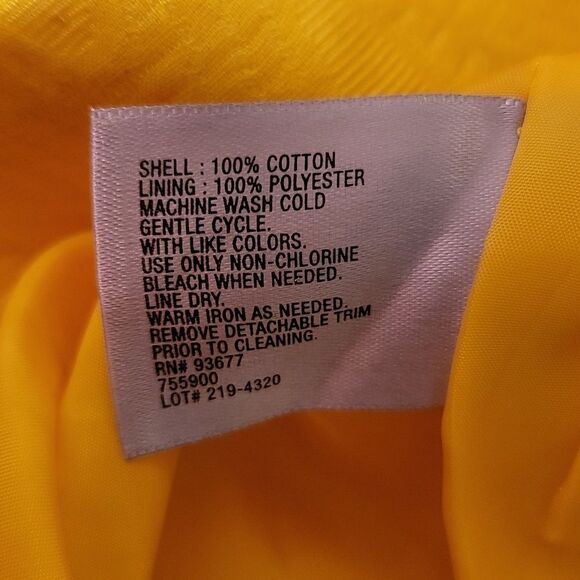 SHELL : 100% COTTON
LINING : 100% POLYESTER
MACHINE WASH COLD
GENTLE CYCLE.
WITH LIKE COLORS.
USE ONLY NON-CHLORINE
BLEACH WHEN NEEDED.
LINE DRY.
WARM IRON AS NEEDED.
REMOVE DETACHABLE TRIM
PRIOR TO CLEANING.
RN# 93677
755900
LOT# 219-4320